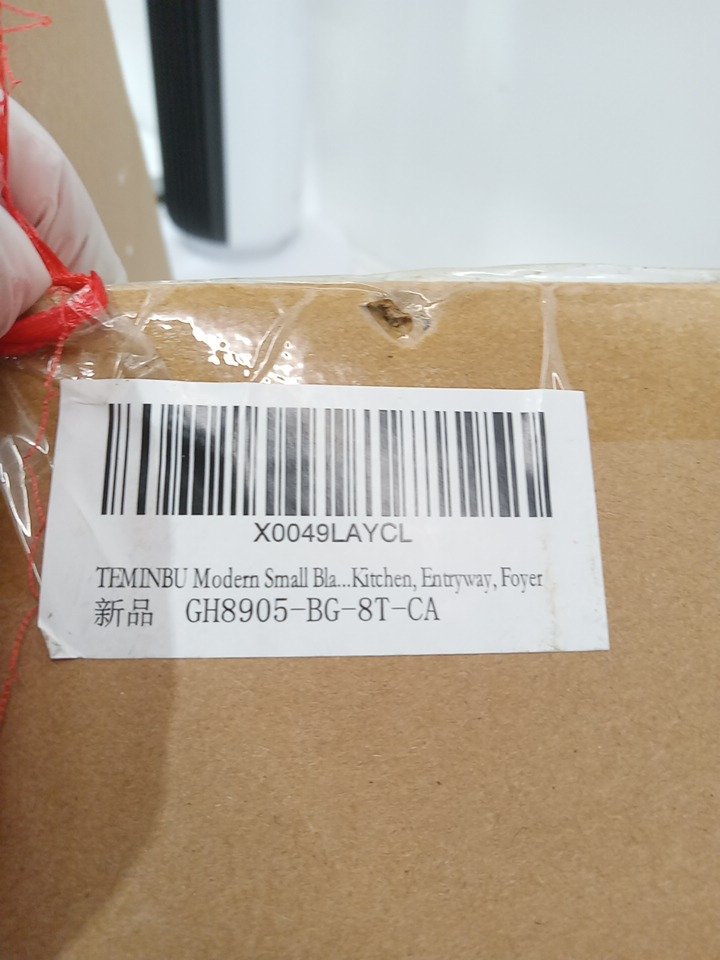 X0049LAYCL
TEMINBU Modern Small Bla...Kitchen, Entryway, Foyer
新品 GH8905-BG-8T-CA